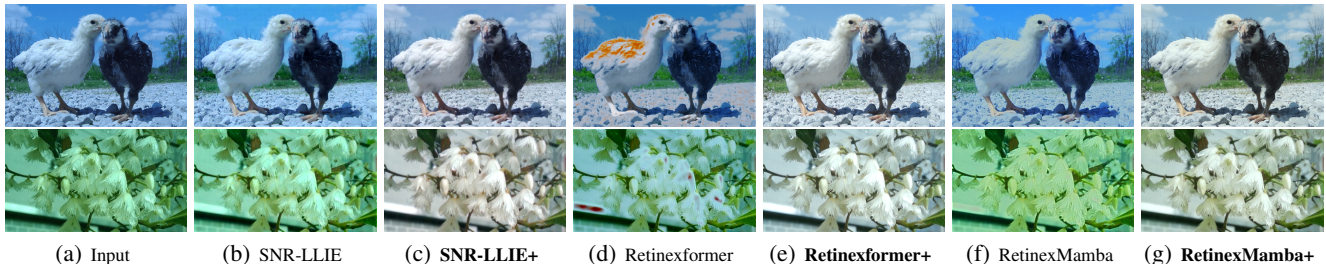 (a) Input (b) SNR-LLIE (c) SNR-LLIE+ (d) Retinexformer (e) Retinexformer+ (f) RetinexMamba (g) RetinexMamba+